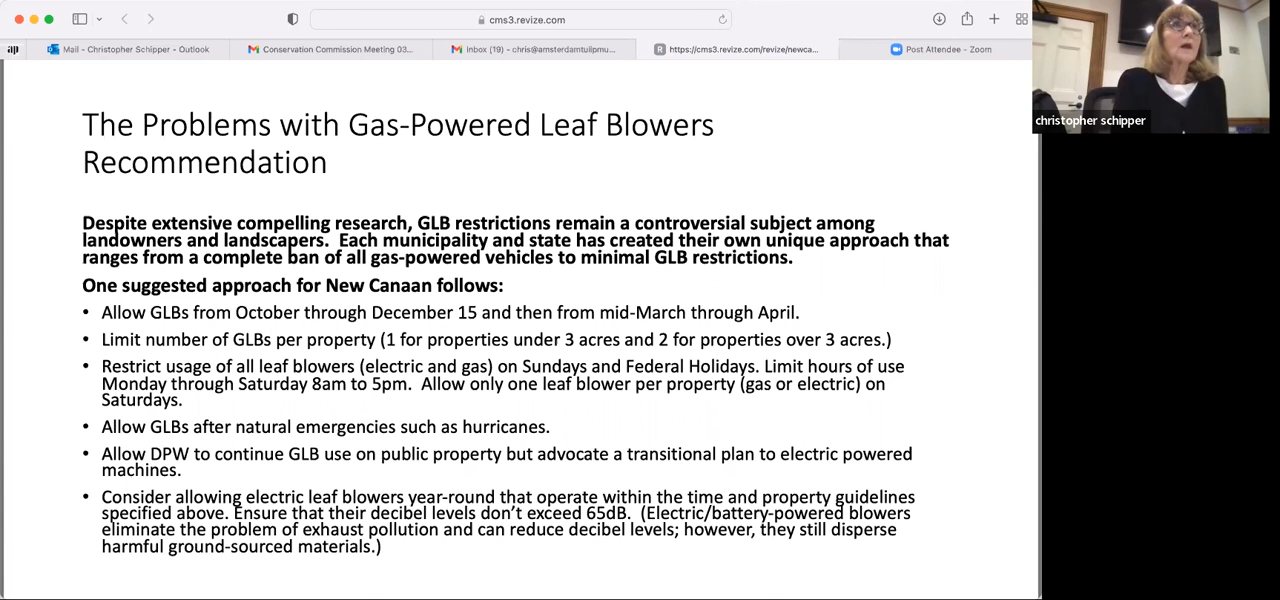 cms3.revize.com
ap
Mail - Christopher Schipper - Outlook
Conservation Commission Meeting 03...
Inbox (19) - chris@amsterdamtulipmu...
R
https://cms3.revize.com/revize/newca...
Post Attendee - Zoom
christopher schipper
The Problems with Gas-Powered Leaf Blowers
Recommendation
Despite extensive compelling research, GLB restrictions remain a controversial subject among
landowners and landscapers. Each municipality and state has created their own unique approach that
ranges from a complete ban of all gas-powered vehicles to minimal GLB restrictions.
One suggested approach for New Canaan follows:
• Allow GLBs from October through December 15 and then from mid-March through April.
• Limit number of GLBs per property (1 for properties under 3 acres and 2 for properties over 3 acres.)
• Restrict usage of all leaf blowers (electric and gas) on Sundays and Federal Holidays. Limit hours of use
Monday through Saturday 8am to 5pm. Allow only one leaf blower per property (gas or electric) on
Saturdays.
• Allow GLBs after natural emergencies such as hurricanes.
• Allow DPW to continue GLB use on public property but advocate a transitional plan to electric powered
machines.
• Consider allowing electric leaf blowers year-round that operate within the time and property guidelines
specified above. Ensure that their decibel levels don't exceed 65dB. (Electric/battery-powered blowers
eliminate the problem of exhaust pollution and can reduce decibel levels; however, they still disperse
harmful ground-sourced materials.)